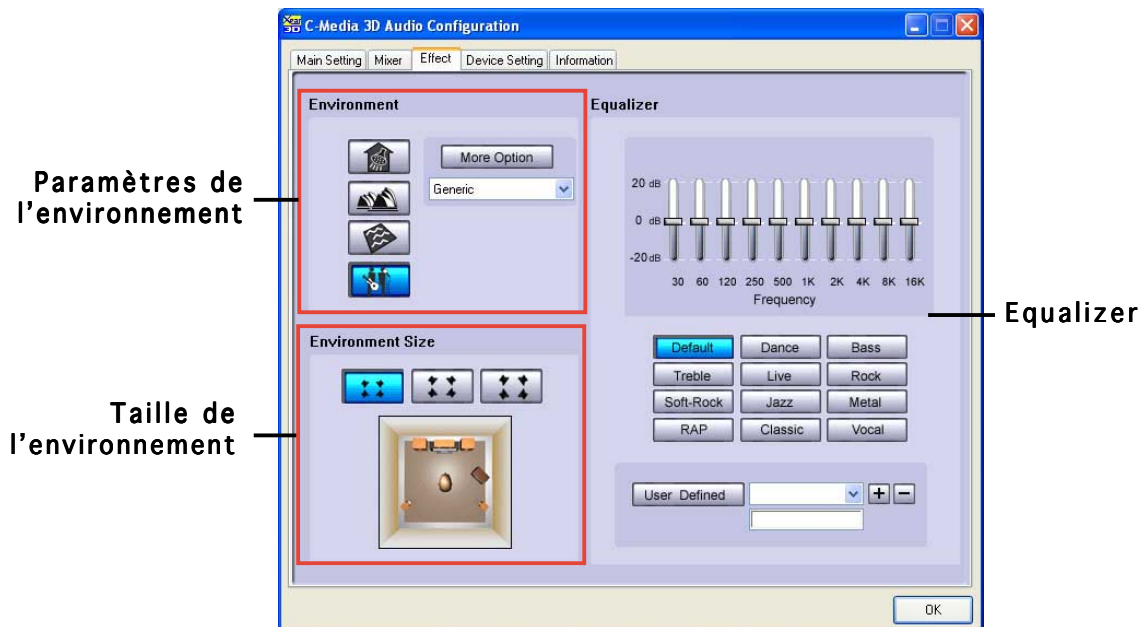 Xear
3D
C-Media 3D Audio Configuration
Main Setting Mixer Effect Device Setting Information
Environment
More Option
Generic
Paramètres de
l'environnement
Environment Size
Taille de
l'environnement
Equalizer
20 dB
0 dB
-20 dB
30 60 120 250 500 1K 2K 4K 8K 16K
Frequency
Equalizer
Default Dance Bass
Treble Live Rock
Soft-Rock Jazz Metal
RAP Classic Vocal
User Defined
OK